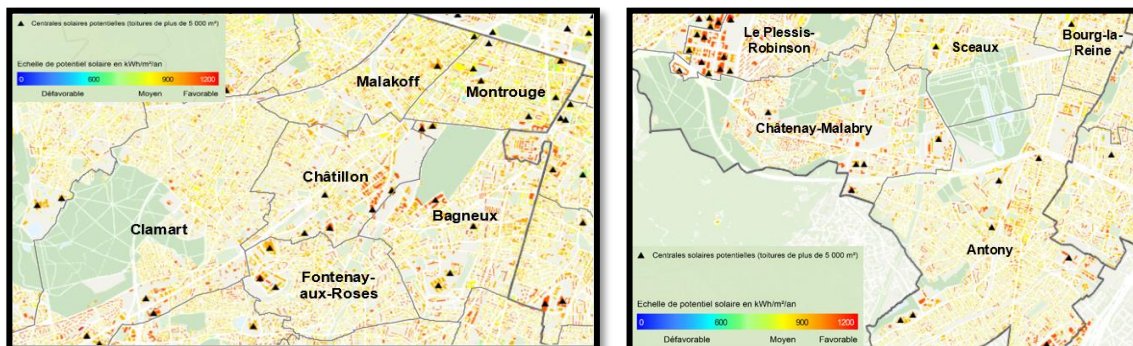 ▲ Centrales solaires potentielles (toitures de plus de 5 000 m²)
Echelle de potentiel solaire en kWh/m²/an
0 600 900 1200
Défavorable Moyen Favorable
Malakoff
Montrouge
Châtillon
Bagneux
Clamart
Fontenay-
aux-Roses
Le Plessis-
Robinson
Sceaux
Bourg-la-
Reine
Châtenay-Malabry
Antony
▲ Centrales solaires potentielles (toitures de plus de 5 000 m²)
Echelle de potentiel solaire en kWh/m²/an
0 600 900 1200
Défavorable Moyen Favorable